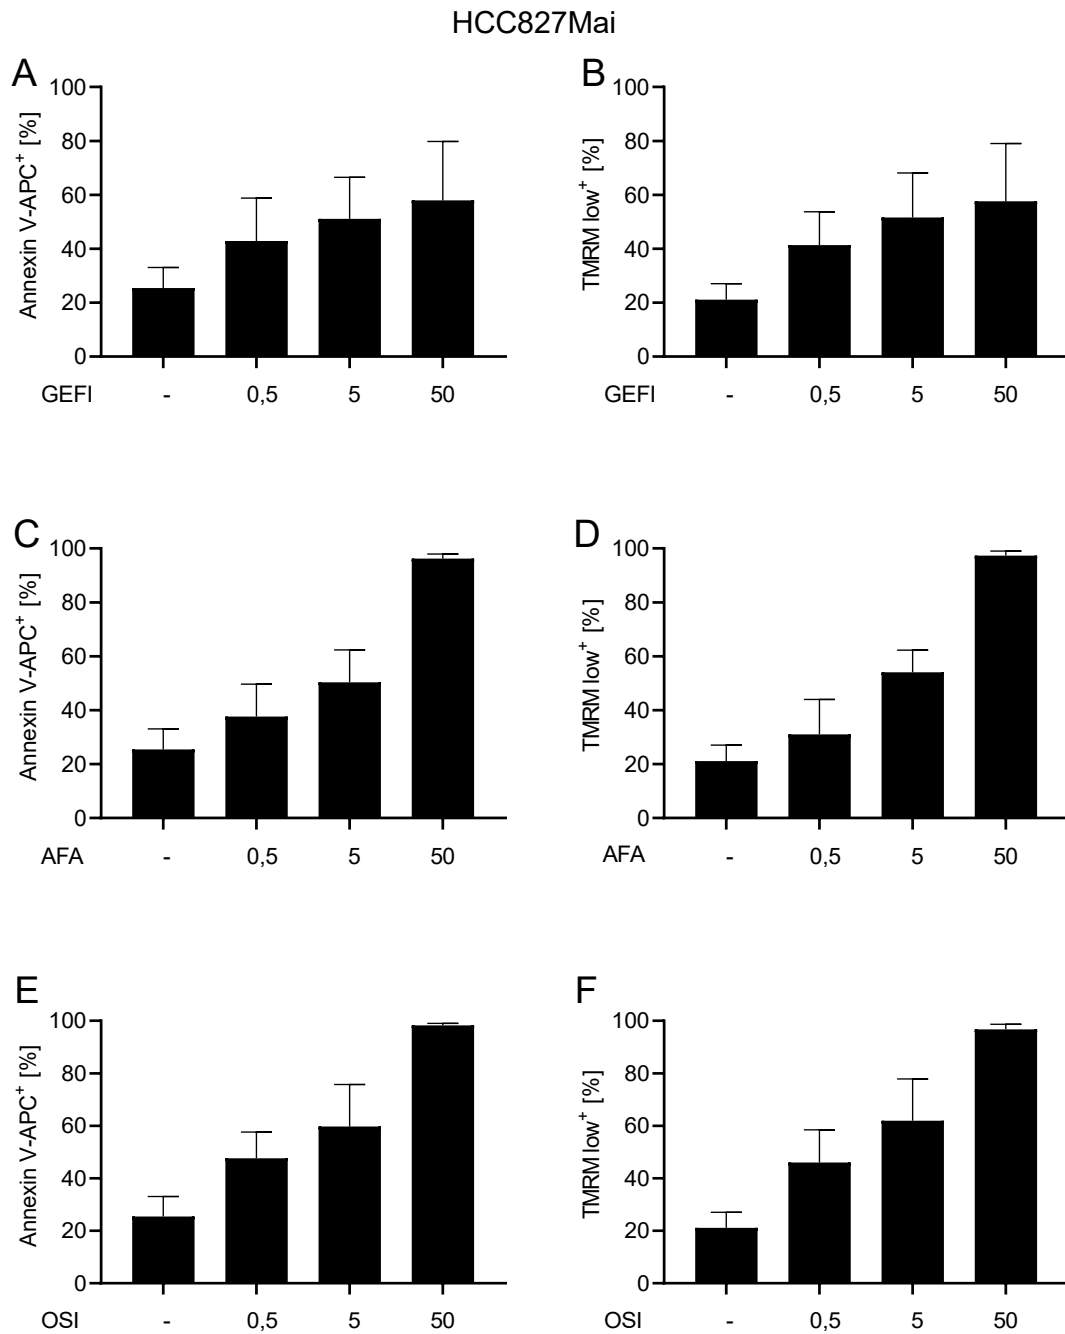 HCC827Mai
A
Annexin V-APC⁺ [%]
100
80
60
40
20
0
GEFI - 0,5 5 50
B
TMRM low⁺ [%]
100
80
60
40
20
0
GEFI - 0,5 5 50
C
Annexin V-APC⁺ [%]
100
80
60
40
20
0
AFA - 0,5 5 50
D
TMRM low⁺ [%]
100
80
60
40
20
0
AFA - 0,5 5 50
E
Annexin V-APC⁺ [%]
100
80
60
40
20
0
OSI - 0,5 5 50
F
TMRM low⁺ [%]
100
80
60
40
20
0
OSI - 0,5 5 50